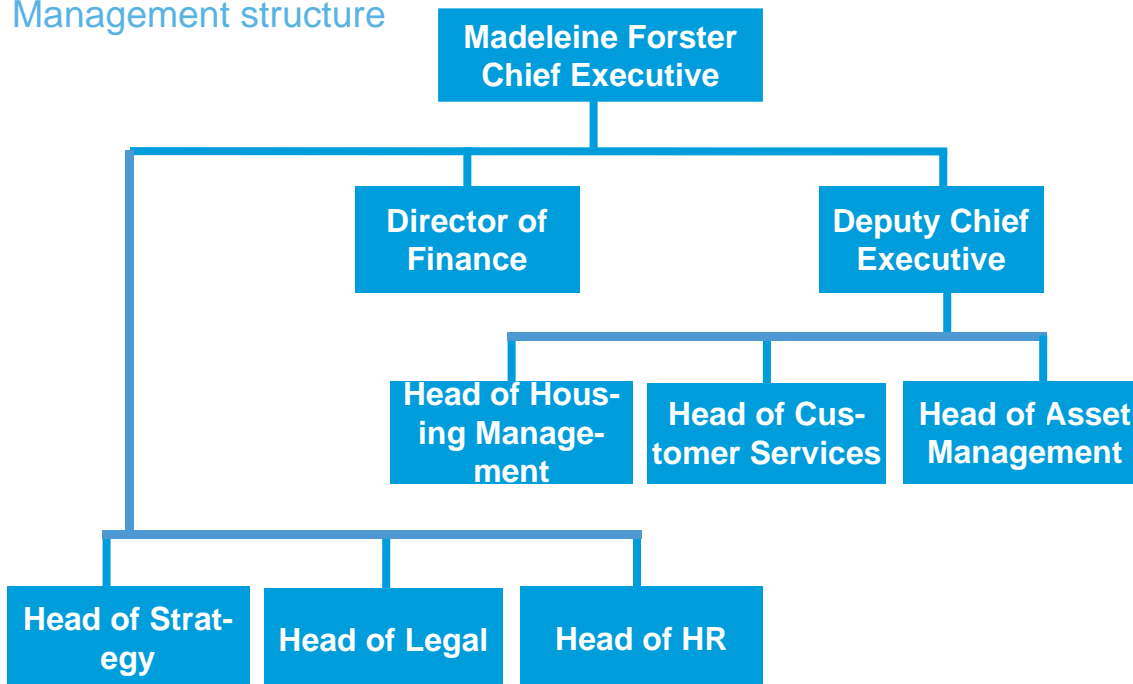 Management structure
Madeleine Forster
Chief Executive
Director of
Finance
Deputy Chief
Executive
Head of Hous-
ing Manage-
ment
Head of Cus-
tomer Services
Head of Asset
Management
Head of Strat-
egy
Head of Legal
Head of HR